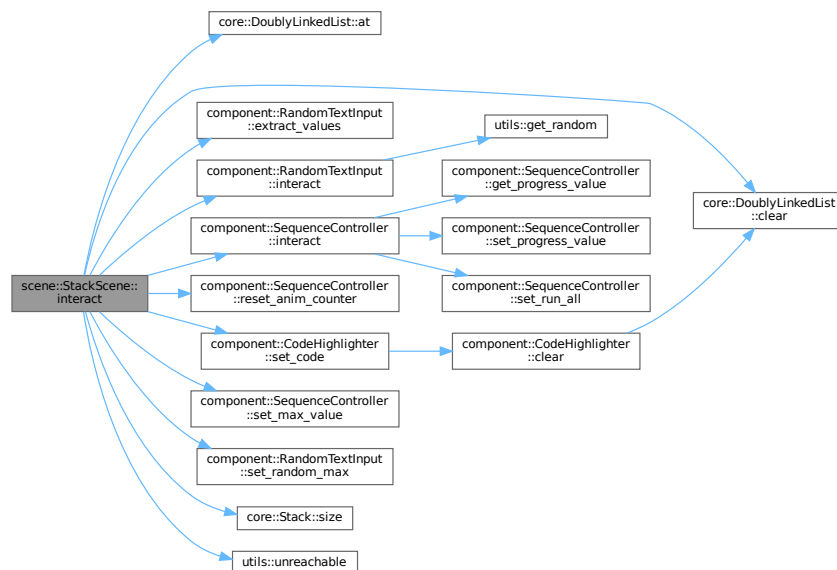 core::DoublyLinkedList::at
component::RandomTextInput
::extract_values
utils::get_random
component::RandomTextInput
::interact
component::SequenceController
::get_progress_value
core::DoublyLinkedList
::clear
component::SequenceController
::interact
component::SequenceController
::set_progress_value
scene::StackScene::
interact
component::SequenceController
::reset_anim_counter
component::SequenceController
::set_run_all
component::CodeHighlighter
::set_code
component::CodeHighlighter
::clear
component::SequenceController
::set_max_value
component::RandomTextInput
::set_random_max
core::Stack::size
utils::unreachable